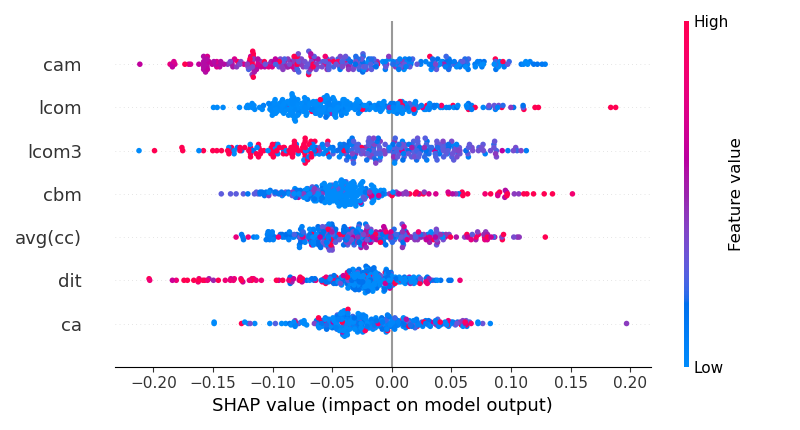 High
cam
lcom
lcom3
cbm
avg(cc)
dit
ca
Feature value
Low
−0.20 −0.15 −0.10 −0.05 0.00 0.05 0.10 0.15 0.20
SHAP value (impact on model output)